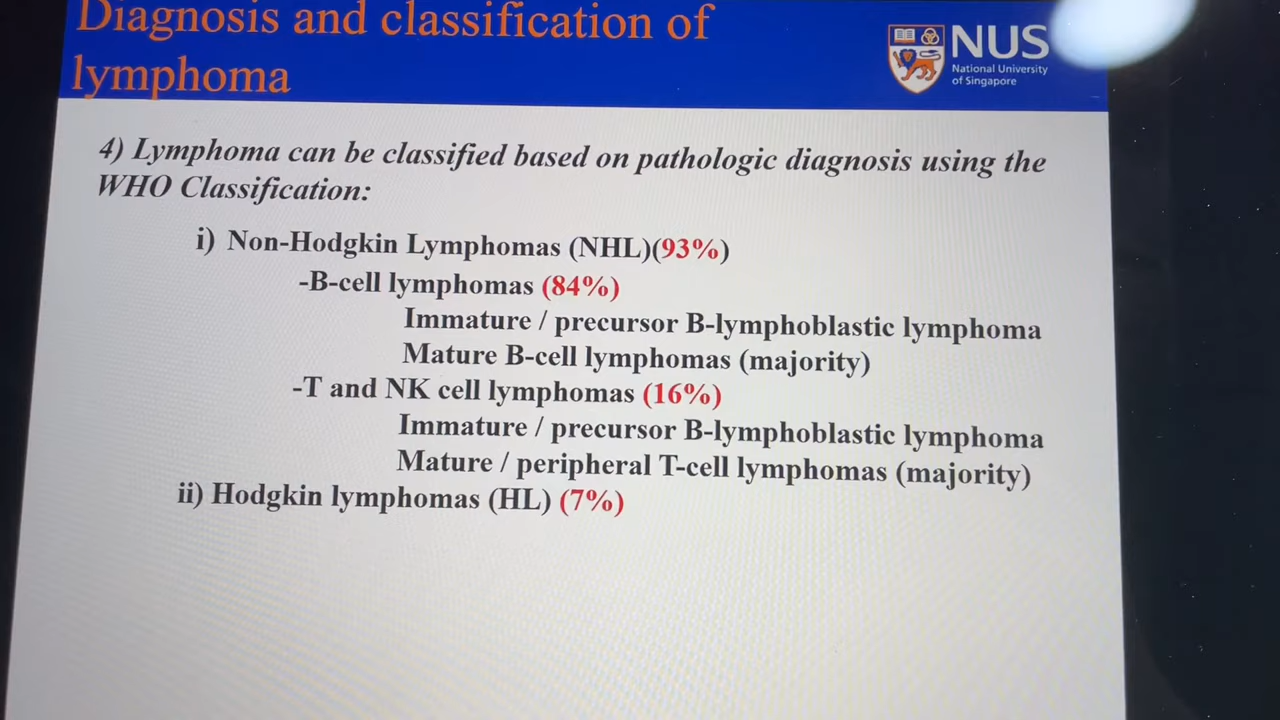 Diagnosis and classification of
lymphoma
NUS
National University
of Singapore
4) Lymphoma can be classified based on pathologic diagnosis using the
WHO Classification:
i) Non-Hodgkin Lymphomas (NHL)(93%)
-B-cell lymphomas (84%)
Immature / precursor B-lymphoblastic lymphoma
Mature B-cell lymphomas (majority)
-T and NK cell lymphomas (16%)
Immature / precursor B-lymphoblastic lymphoma
Mature / peripheral T-cell lymphomas (majority)
ii) Hodgkin lymphomas (HL) (7%)